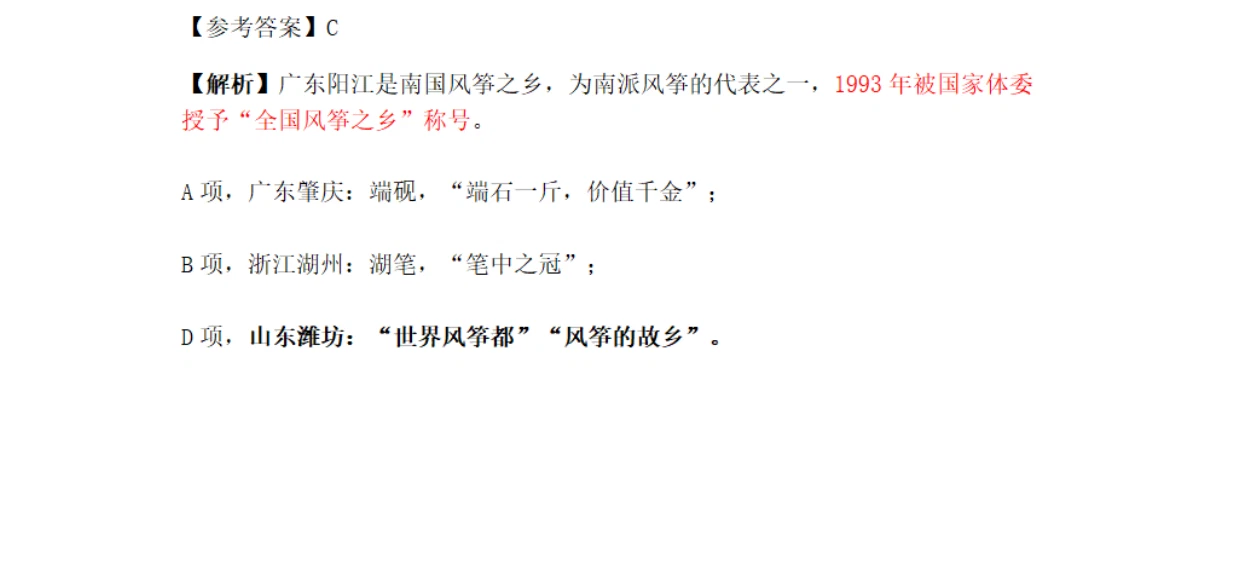 【参考答案】C
【解析】广东阳江是南国风筝之乡，为南派风筝的代表之一，1993 年被国家体委
授予“全国风筝之乡”称号。
A 项，广东肇庆：端砚，“端石一斤，价值千金”；
B 项，浙江湖州：湖笔，“笔中之冠”；
D 项，山东潍坊：“世界风筝都”“风筝的故乡”。